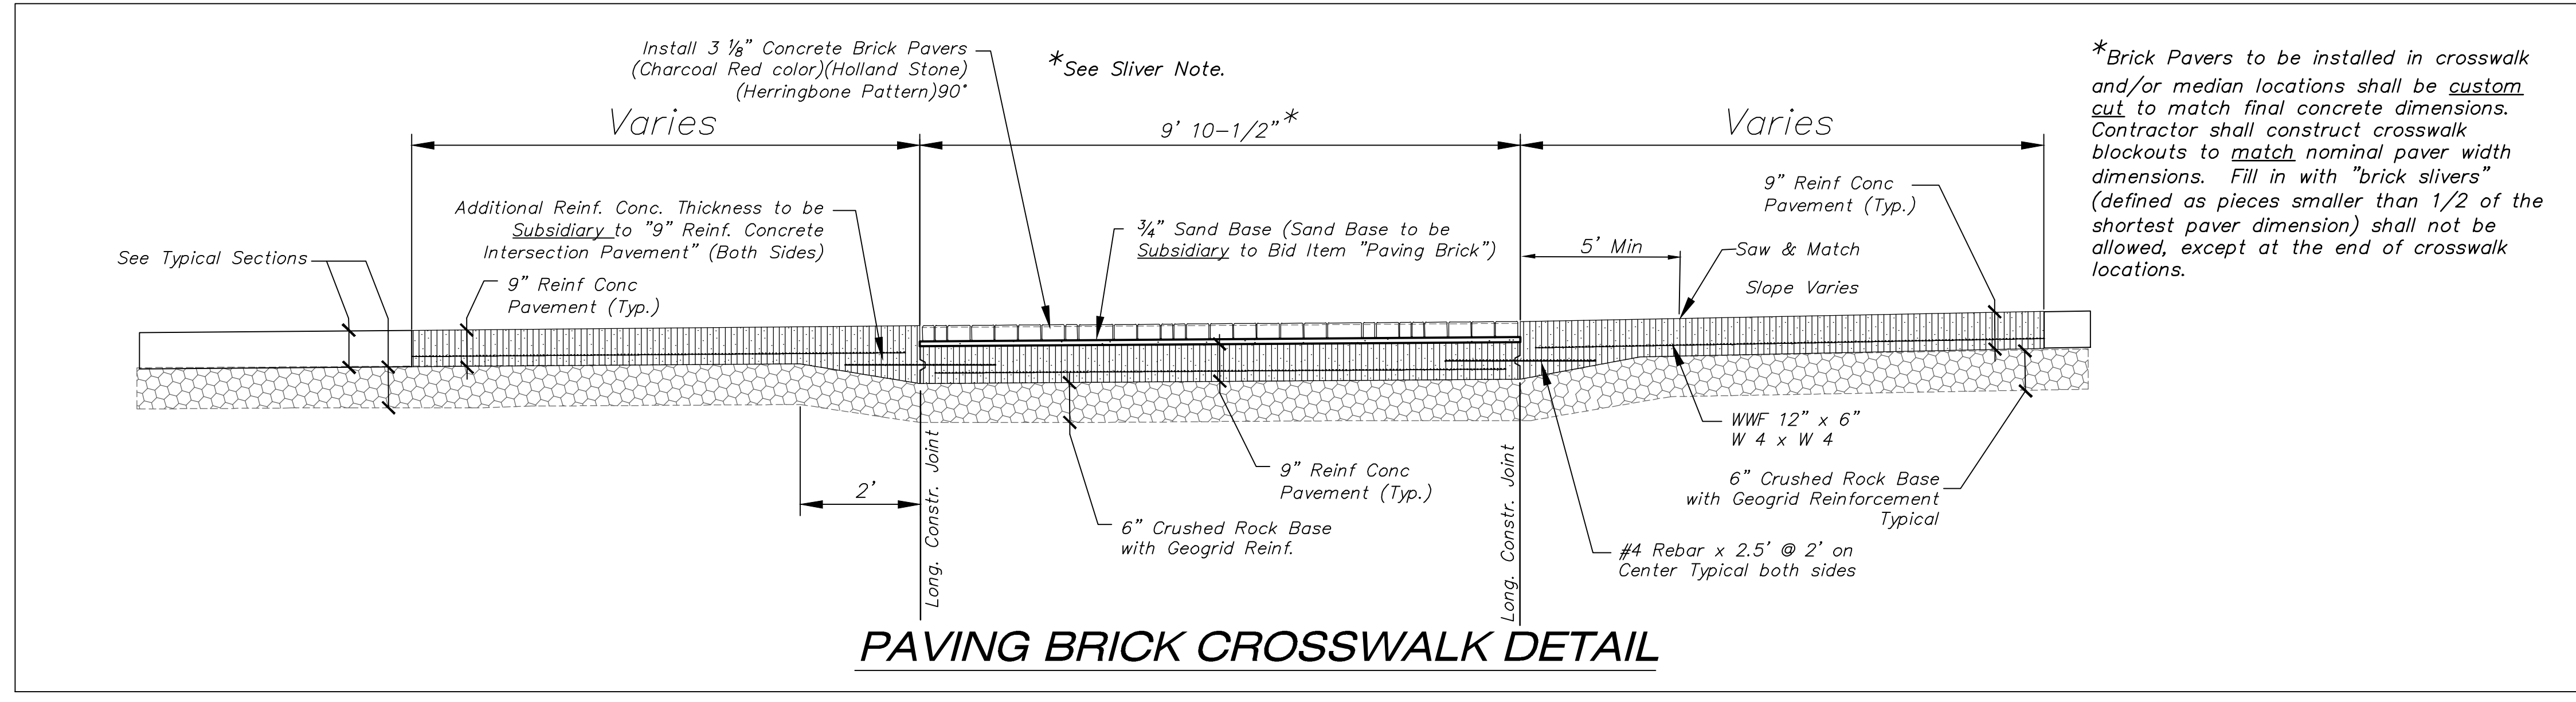 Install 3 ⅛" Concrete Brick Pavers
(Charcoal Red color)(Holland Stone)
(Herringbone Pattern)90°
*See Sliver Note.
Varies
9' 10-1/2"*
Varies
*Brick Pavers to be installed in crosswalk
and/or median locations shall be custom
cut to match final concrete dimensions.
Contractor shall construct crosswalk
blockouts to match nominal paver width
dimensions. Fill in with "brick slivers"
(defined as pieces smaller than 1/2 of the
shortest paver dimension) shall not be
allowed, except at the end of crosswalk
locations.
See Typical Sections
Additional Reinf. Conc. Thickness to be
Subsidiary to "9" Reinf. Concrete
Intersection Pavement" (Both Sides)
9" Reinf Conc
Pavement (Typ.)
¾" Sand Base (Sand Base to be
Subsidiary to Bid Item "Paving Brick")
9" Reinf Conc
Pavement (Typ.)
5' Min
Saw & Match
Slope Varies
2'
Long. Constr. Joint
6" Crushed Rock Base
with Geogrid Reinf.
9" Reinf Conc
Pavement (Typ.)
Long. Constr. Joint
WWF 12" x 6"
W 4 x W 4
6" Crushed Rock Base
with Geogrid Reinforcement
Typical
#4 Rebar x 2.5' @ 2' on
Center Typical both sides
PAVING BRICK CROSSWALK DETAIL